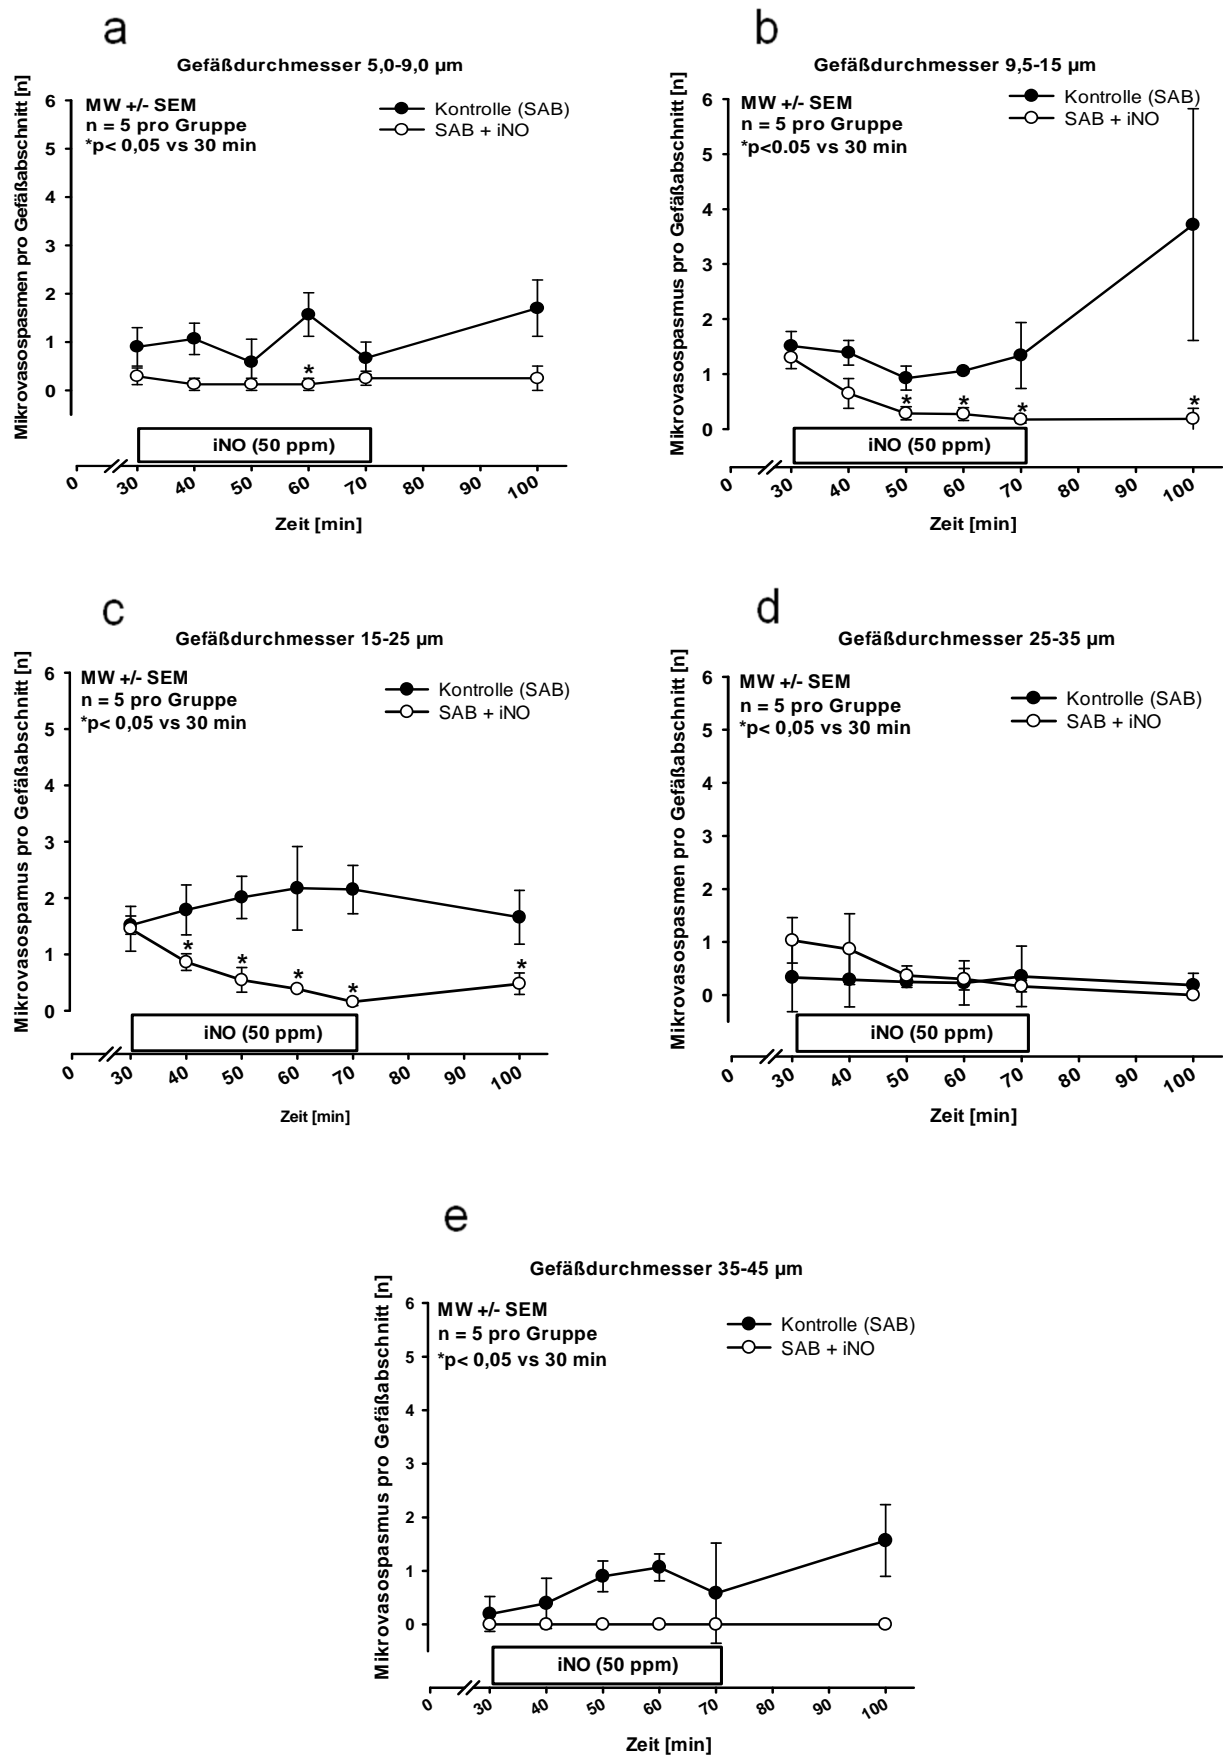 a
Gefäßdurchmesser 5,0-9,0 µm
Mikrovasospasmen pro Gefäßabschnitt [n]
MW +/- SEM
n = 5 pro Gruppe
*p< 0,05 vs 30 min
Kontrolle (SAB)
SAB + iNO
6
5
4
3
2
1
0
*
iNO (50 ppm)
0 30 40 50 60 70 80 90 100
Zeit [min]
b
Gefäßdurchmesser 9,5-15 µm
Mikrovasospasmus pro Gefäßabschnitt [n]
MW +/- SEM
n = 5 pro Gruppe
*p<0.05 vs 30 min
Kontrolle (SAB)
SAB + iNO
6
5
4
3
2
1
0
* * * *
iNO (50 ppm)
0 30 40 50 60 70 80 90 100
Zeit [min]
c
Gefäßdurchmesser 15-25 µm
Mikrovasospamus pro Gefäßabschnitt [n]
MW +/- SEM
n = 5 pro Gruppe
*p< 0,05 vs 30 min
Kontrolle (SAB)
SAB + iNO
6
5
4
3
2
1
0
* * * * *
iNO (50 ppm)
0 30 40 50 60 70 80 90 100
Zeit [min]
d
Gefäßdurchmesser 25-35 µm
Mikrovasospasmen pro Gefäßabschnitt [n]
MW +/- SEM
n = 5 pro Gruppe
*p< 0,05 vs 30 min
Kontrolle (SAB)
SAB + iNO
6
5
4
3
2
1
0
iNO (50 ppm)
0 30 40 50 60 70 80 90 100
Zeit [min]
e
Gefäßdurchmesser 35-45 µm
Mikrovasospasmus pro Gefäßabschnitt [n]
MW +/- SEM
n = 5 pro Gruppe
*p< 0,05 vs 30 min
Kontrolle (SAB)
SAB + iNO
6
5
4
3
2
1
0
iNO (50 ppm)
0 30 40 50 60 70 80 90 100
Zeit [min]